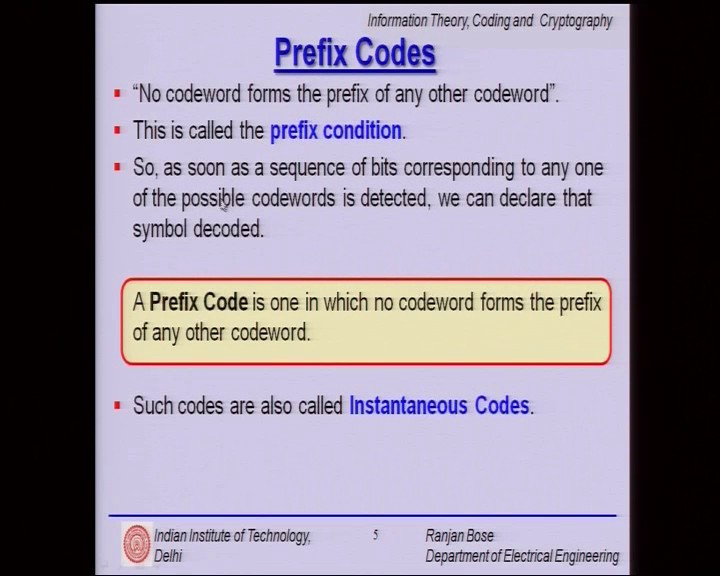 Information Theory, Coding and Cryptography
Prefix Codes
"No codeword forms the prefix of any other codeword".
This is called the prefix condition.
So, as soon as a sequence of bits corresponding to any one
of the possible codewords is detected, we can declare that
symbol decoded.
A Prefix Code is one in which no codeword forms the prefix
of any other codeword.
Such codes are also called Instantaneous Codes.
Indian Institute of Technology,
Delhi
5
Ranjan Bose
Department of Electrical Engineering